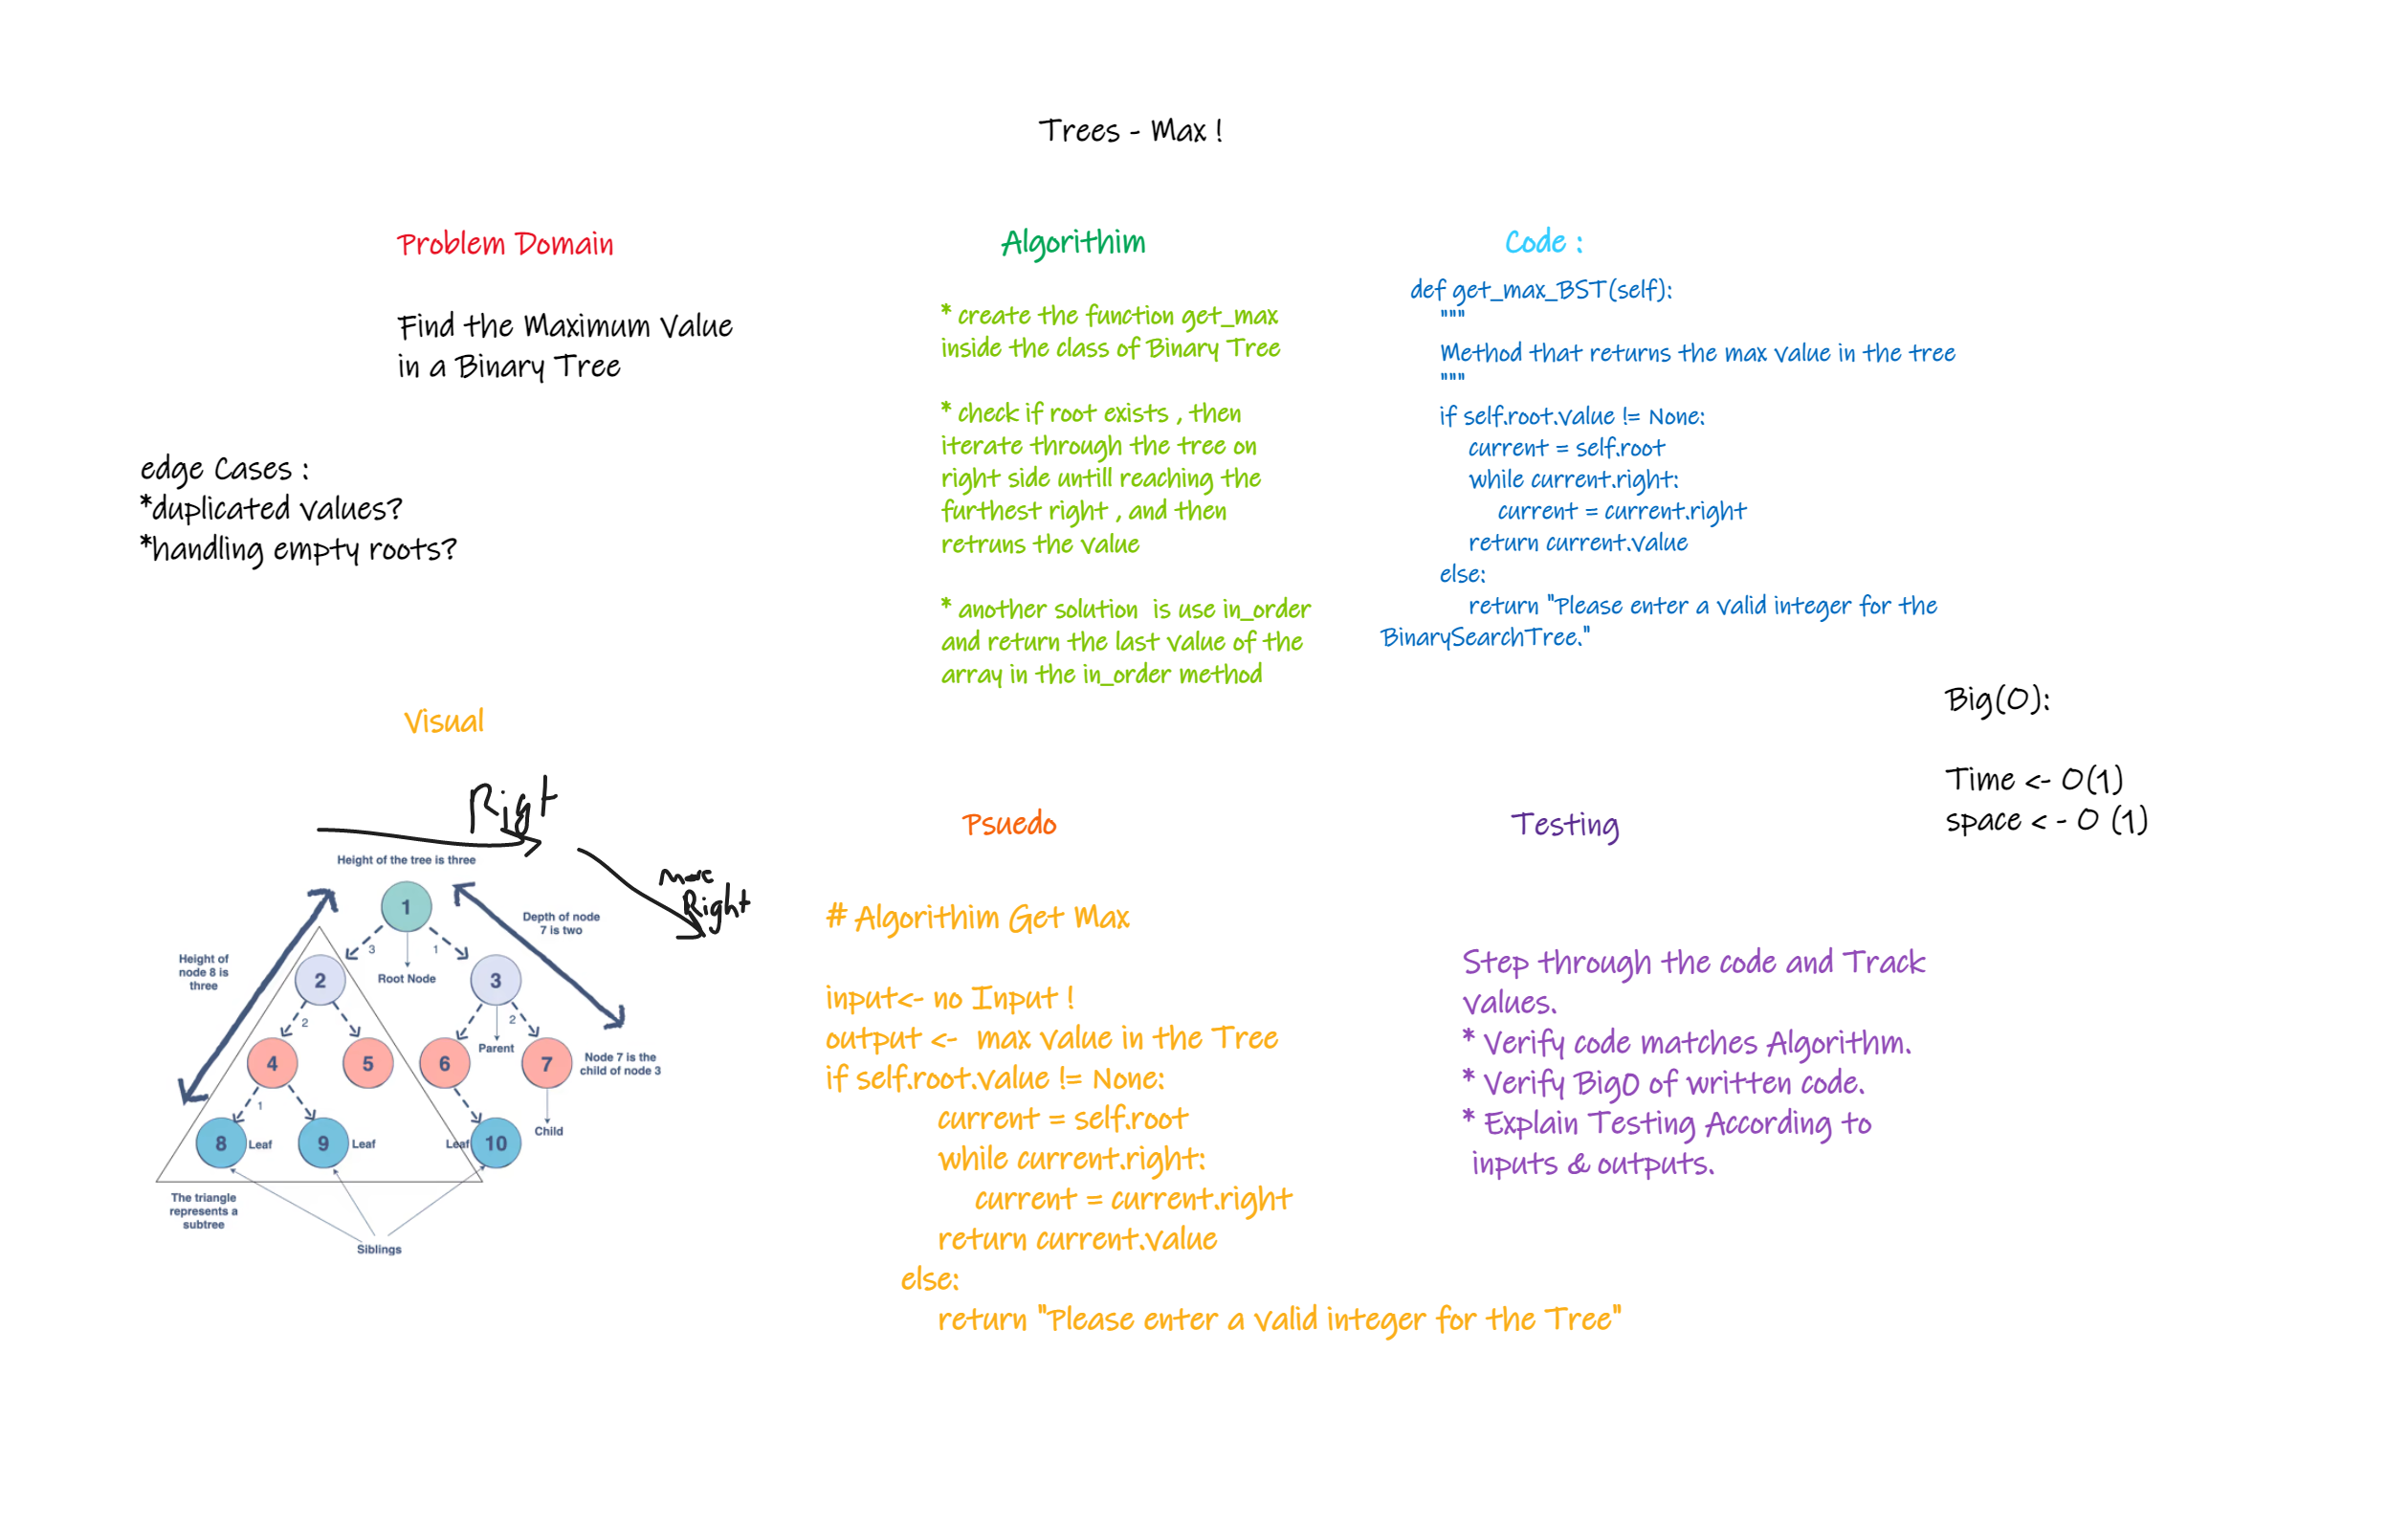 Trees - Max !
Problem Domain
Find the Maximum Value
in a Binary Tree
edge Cases :
*duplicated values?
*handling empty roots?
Algorithim
* create the function get_max
inside the class of Binary Tree
* check if root exists , then
iterate through the tree on
right side untill reaching the
furthest right , and then
retruns the value
* another solution  is use in_order
and return the last value of the
array in the in_order method
Code :
def get_max_BST(self):
"""
Method that returns the max value in the tree
"""
if self.root.value != None:
current = self.root
while current.right:
current = current.right
return current.value
else:
return "Please enter a valid integer for the
BinarySearchTree."
Big(O):
Time <- O(1)
space < - O (1)
Visual
Rigt
more
Right
Height of the tree is three
1
Depth of node
7 is two
3
1
Height of
node 8 is
three
2
Root Node
3
2
2
Parent
4
5
6
7
Node 7 is the
child of node 3
1
8
Leaf
9
Leaf
Leaf
10
Child
The triangle
represents a
subtree
Siblings
Psuedo
# Algorithim Get Max
input<- no Input !
output <-  max value in the Tree
if self.root.value != None:
current = self.root
while current.right:
current = current.right
return current.value
else:
return "Please enter a valid integer for the Tree"
Testing
Step through the code and Track
values.
* Verify code matches Algorithm.
* Verify BigO of written code.
* Explain Testing According to
inputs & outputs.